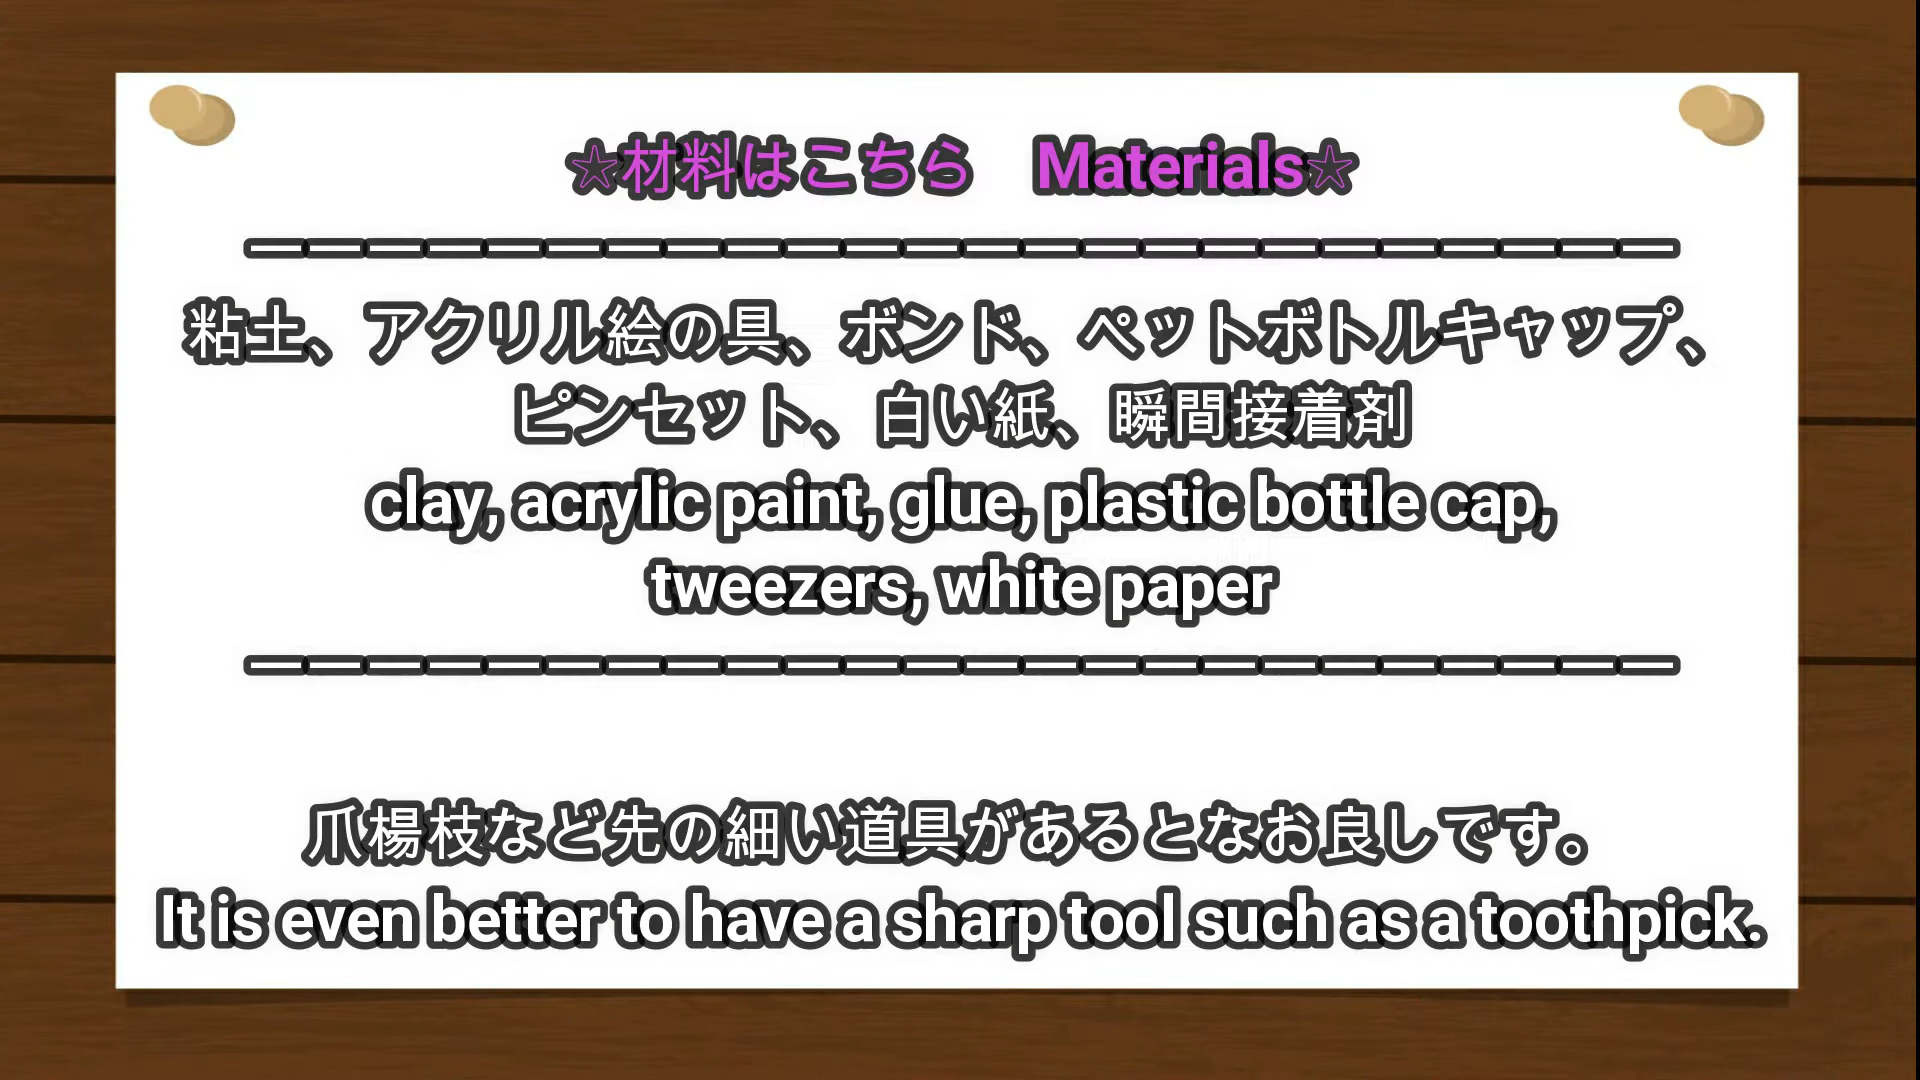 ☆材料はこちら　Materials☆
ーーーーーーーーーーーーーーーーーーーーーーーー
粘土、アクリル絵の具、ボンド、ペットボトルキャップ、
ピンセット、白い紙、瞬間接着剤
clay, acrylic paint, glue, plastic bottle cap,
tweezers, white paper
ーーーーーーーーーーーーーーーーーーーーーーーー
爪楊枝など先の細い道具があるとなお良しです。
It is even better to have a sharp tool such as a toothpick.